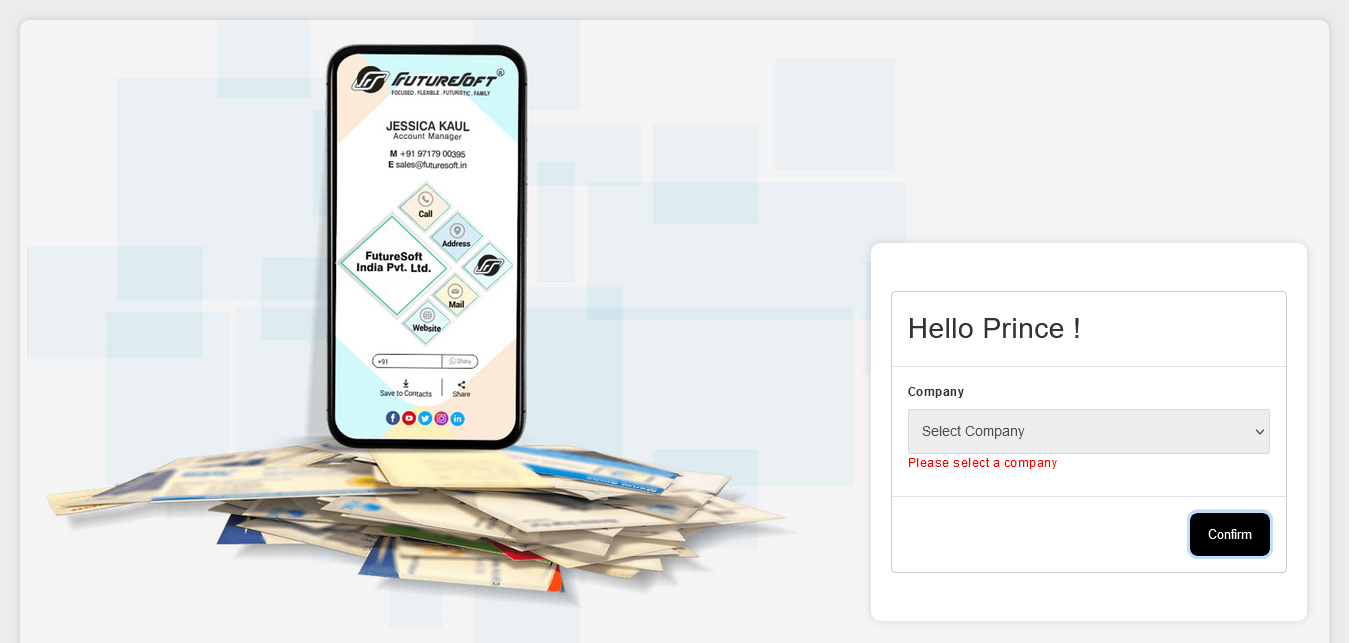 FUTURESOFT®
FOCUSED . FLEXIBLE . FUTURISTIC . FAMILY
JESSICA KAUL
Account Manager
M +91 97179 00395
E sales@futuresoft.in
Call
Address
FutureSoft
India Pvt. Ltd.
Mail
Website
+91
Share
Save to Contacts
Share
Hello Prince !
Company
Select Company
Please select a company
Confirm